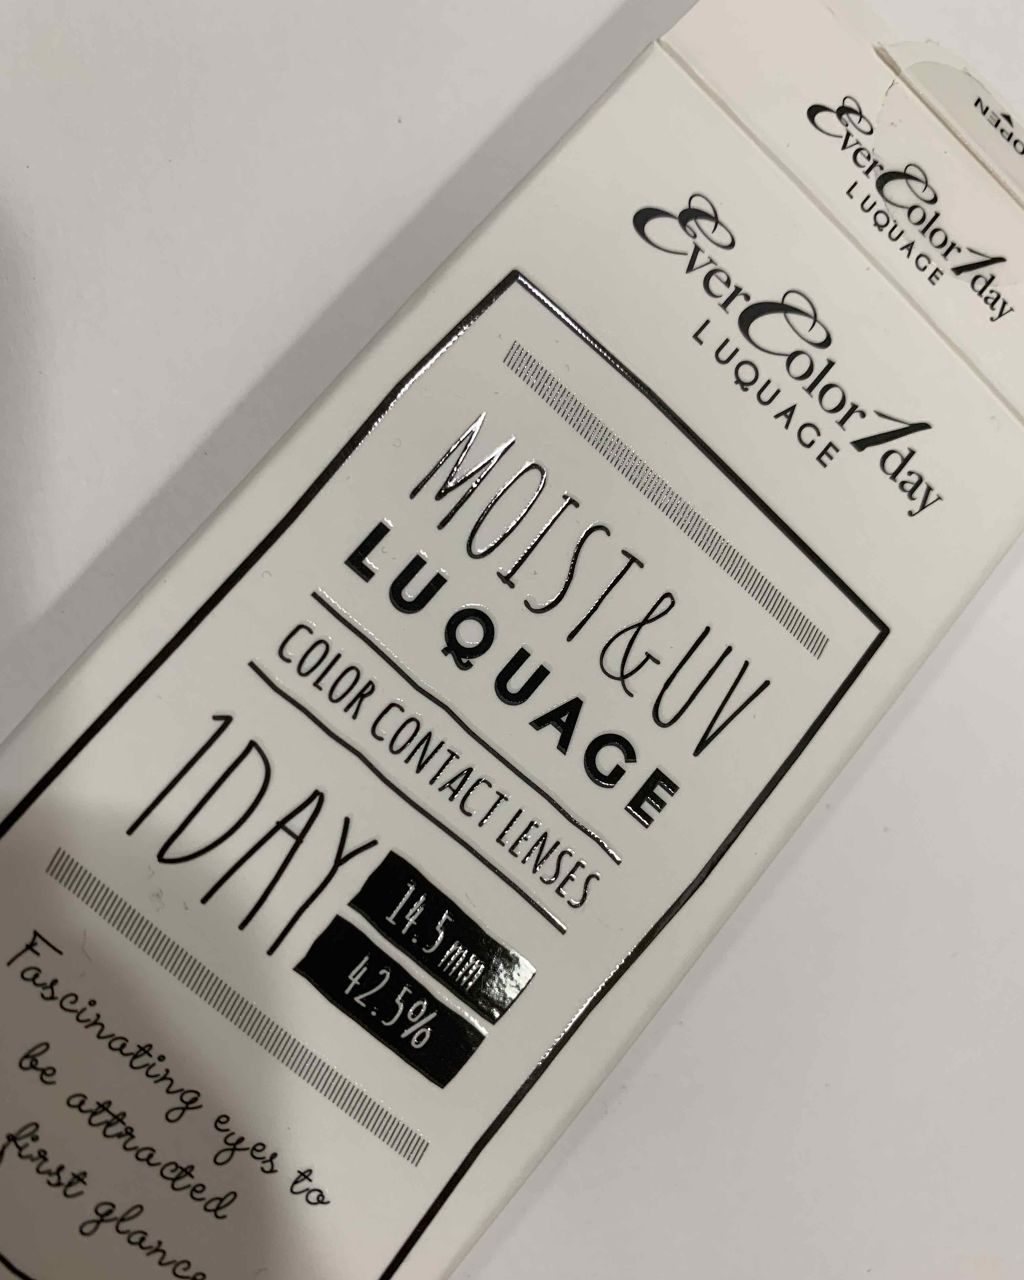 OPEN
EverColor1day
LUQUAGE
EverColor1day
LUQUAGE
MOIST&UV
LUQUAGE
COLOR CONTACT LENSES
1DAY
14.5mm
42.5%
Fascinating eyes to
be attracted
first glance